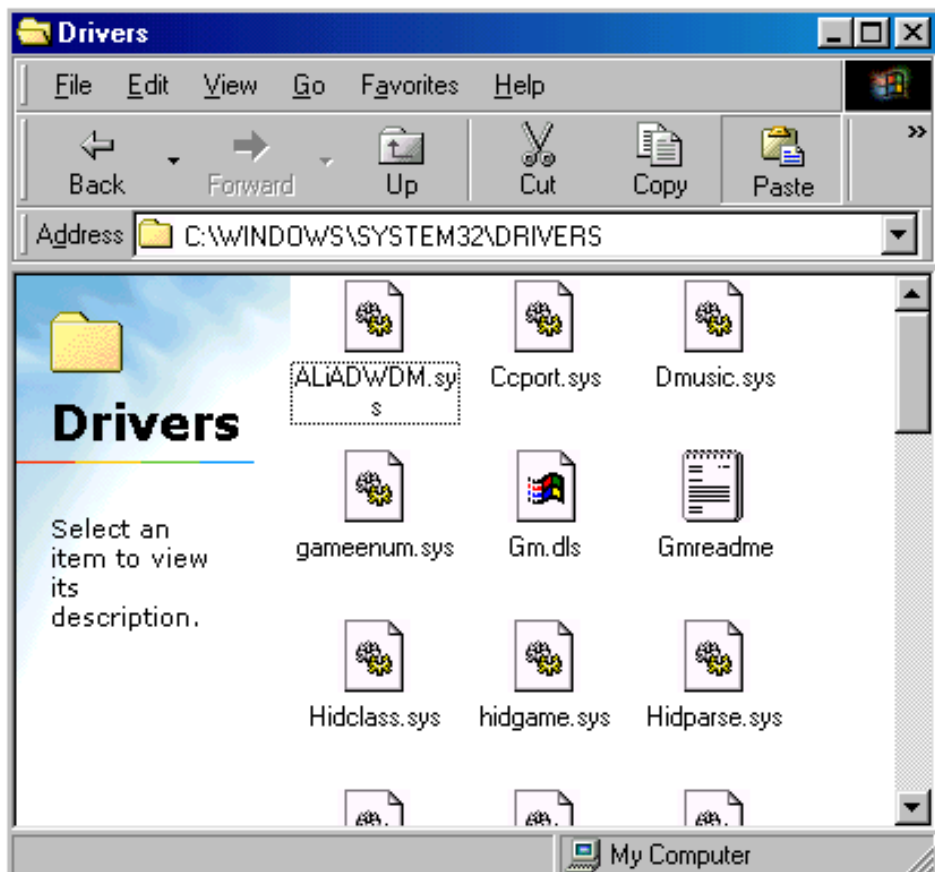 Drivers
File Edit View Go Favorites Help
Back Forward Up Cut Copy Paste »
Address C:\WINDOWS\SYSTEM32\DRIVERS
Drivers
Select an
item to view
its
description.
ALiADWDM.sy
s
Ccport.sys
Dmusic.sys
gameenum.sys
Gm.dls
Gmreadme
Hidclass.sys
hidgame.sys
Hidparse.sys
My Computer